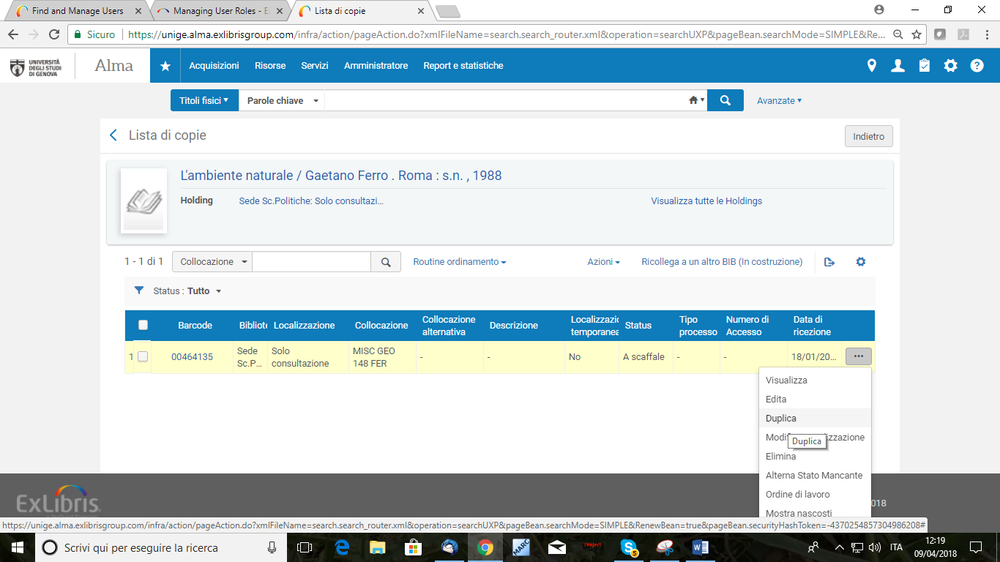 Find and Manage Users
Managing User Roles - Ex
Lista di copie
Sicuro https://unige.alma.exlibrisgroup.com/infra/action/pageAction.do?xmlFileName=search.search_router.xml&operation=searchUXP&pageBean.searchMode=SIMPLE&Re...
UNIVERSITÀ DEGLI STUDI DI GENOVA
Alma Acquisizioni Risorse Servizi Amministratore Report e statistiche
Titoli fisici Parole chiave Avanzate
Lista di copie Indietro
L'ambiente naturale / Gaetano Ferro . Roma : s.n. , 1988
Holding Sede Sc.Politiche: Solo consultazi... Visualizza tutte le Holdings
1 - 1 di 1 Collocazione Routine ordinamento Azioni Ricollega a un altro BIB (In costruzione)
Status : Tutto
Barcode Bibliote Localizzazione Collocazione Collocazione alternativa Descrizione Localizzazio temporanea Status Tipo processo Numero di Accesso Data di ricezione
1 00464135 Sede Sc.P... Solo consultazione MISC GEO 148 FER - - No A scaffale - - 18/01/20...
Visualizza
Edita
Duplica
Modif zzazione
Duplica
Elimina
Alterna Stato Mancante
Ordine di lavoro
Mostra nascosti
ExLibris
2018
https://unige.alma.exlibrisgroup.com/infra/action/pageAction.do?xmlFileName=search.search_router.xml&operation=searchUXP&pageBean.searchMode=SIMPLE&RenewBean=true&pageBean.securityHashToken=-4370254857304986208#
Scrivi qui per eseguire la ricerca
MARC
5
ITA
12:19
09/04/2018